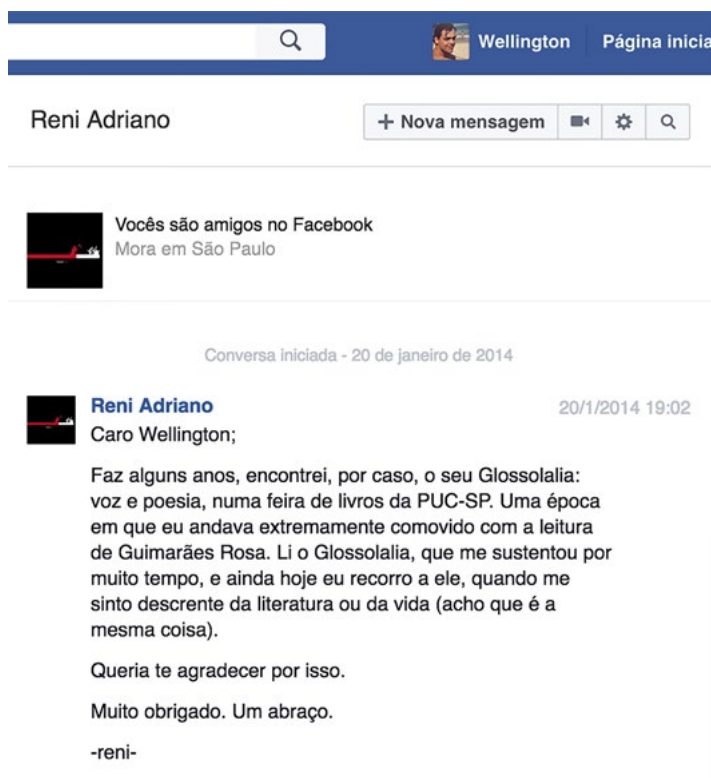 Wellington Página inicia
Reni Adriano + Nova mensagem
Vocês são amigos no Facebook
Mora em São Paulo
Conversa iniciada - 20 de janeiro de 2014
Reni Adriano 20/1/2014 19:02
Caro Wellington;
Faz alguns anos, encontrei, por caso, o seu Glossolalia:
voz e poesia, numa feira de livros da PUC-SP. Uma época
em que eu andava extremamente comovido com a leitura
de Guimarães Rosa. Li o Glossolalia, que me sustentou por
muito tempo, e ainda hoje eu recorro a ele, quando me
sinto descrente da literatura ou da vida (acho que é a
mesma coisa).
Queria te agradecer por isso.
Muito obrigado. Um abraço.
-reni-